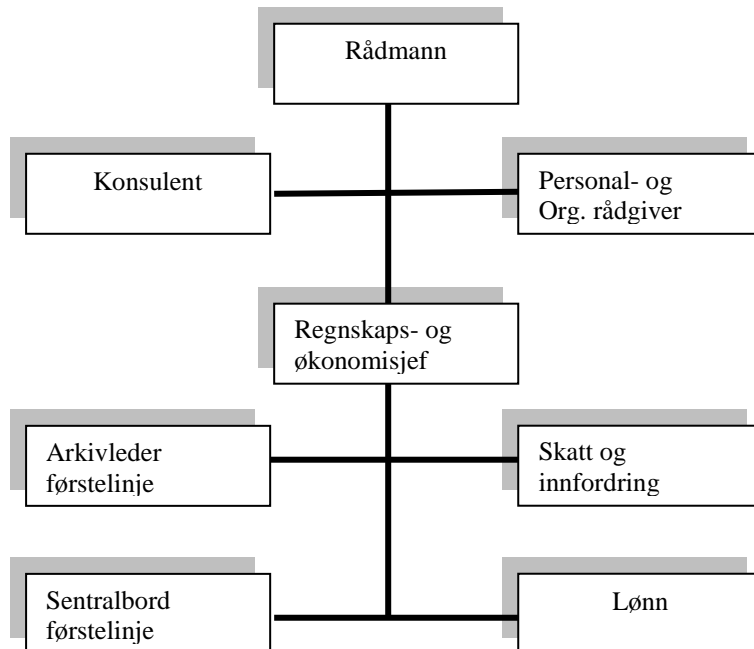 Rådmann
Konsulent
Personal- og
Org. rådgiver
Regnskaps- og
økonomisjef
Arkivleder
førstelinje
Skatt og
innfordring
Sentralbord
førstelinje
Lønn